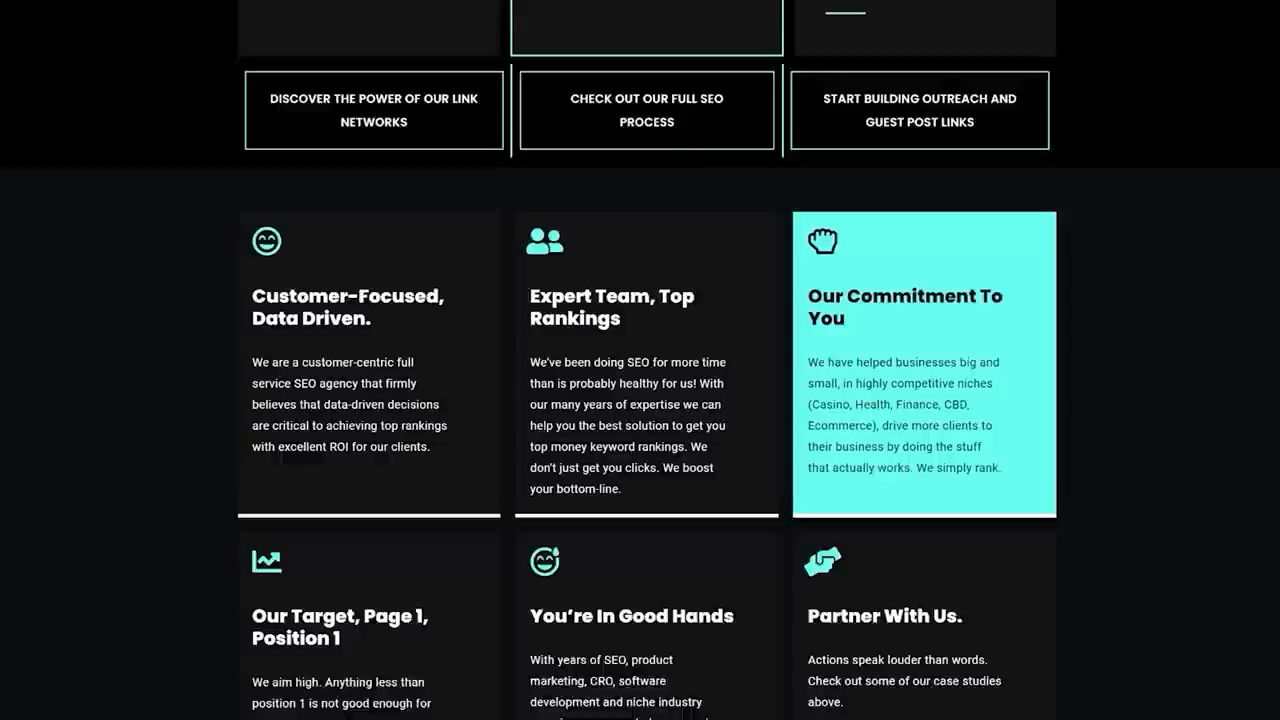 DISCOVER THE POWER OF OUR LINK
NETWORKS
CHECK OUT OUR FULL SEO
PROCESS
START BUILDING OUTREACH AND
GUEST POST LINKS
Customer-Focused,
Data Driven.
We are a customer-centric full
service SEO agency that firmly
believes that data-driven decisions
are critical to achieving top rankings
with excellent ROI for our clients.
Expert Team, Top
Rankings
We've been doing SEO for more time
than is probably healthy for us! With
our many years of expertise we can
help you the best solution to get you
top money keyword rankings. We
don't just get you clicks. We boost
your bottom-line.
Our Commitment To
You
We have helped businesses big and
small, in highly competitive niches
(Casino, Health, Finance, CBD,
Ecommerce), drive more clients to
their business by doing the stuff
that actually works. We simply rank.
Our Target, Page 1,
Position 1
We aim high. Anything less than
position 1 is not good enough for
You're In Good Hands
With years of SEO, product
marketing, CRO, software
development and niche industry
Partner With Us.
Actions speak louder than words.
Check out some of our case studies
above.